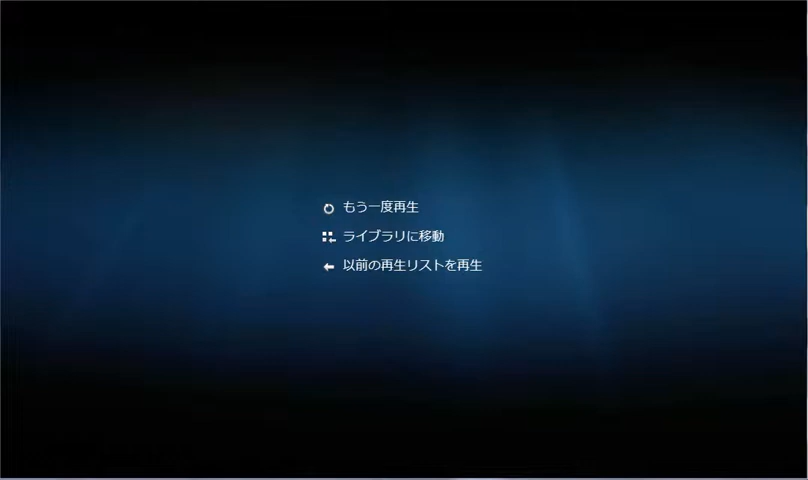 もう一度再生
ライブラリに移動
以前の再生リストを再生